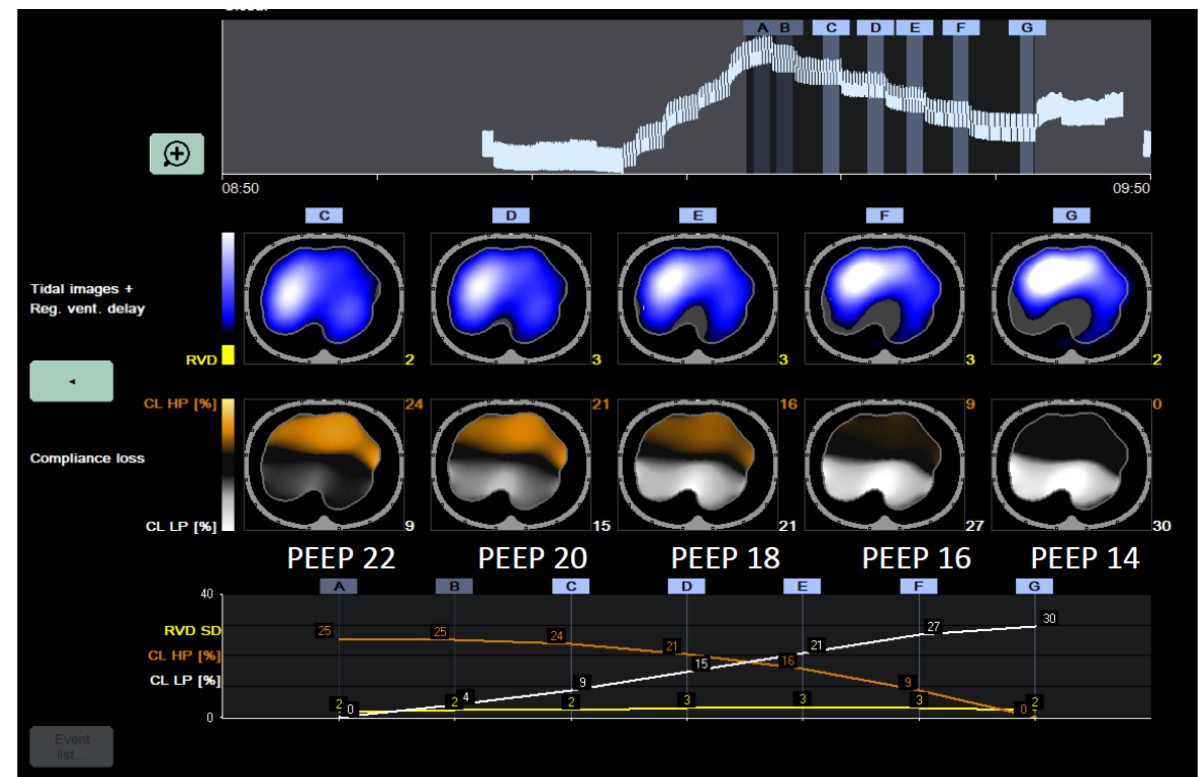 A B C D E F G
08:50 09:50
C D E F G
Tidal images +
Reg. vent. delay
RVD 2 3 3 3 2
CL HP [%] 24 21 16 9 0
Compliance loss
CL LP [%] 9 15 21 27 30
PEEP 22 PEEP 20 PEEP 18 PEEP 16 PEEP 14
A B C D E F G
40
RVD SD
CL HP [%]
CL LP [%]
0
25 25 24 21 16 9 0
0 4 9 15 21 27 30
2 2 2 3 3 3 2
Event
list...